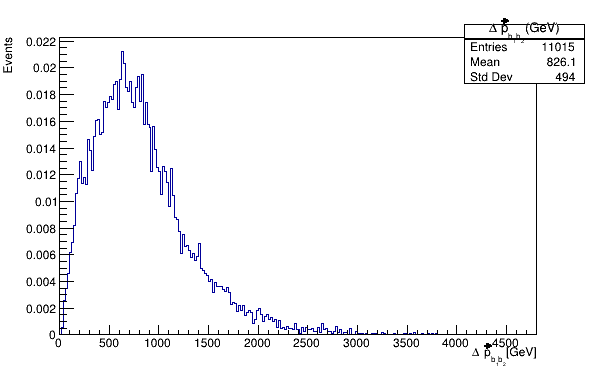 Δ p⃗ b₁b₂ (GeV)
Entries 11015
Mean 826.1
Std Dev 494
Events
0.022
0.02
0.018
0.016
0.014
0.012
0.01
0.008
0.006
0.004
0.002
0
0 500 1000 1500 2000 2500 3000 3500 4000 4500
Δ p⃗ b₁b₂ [GeV]